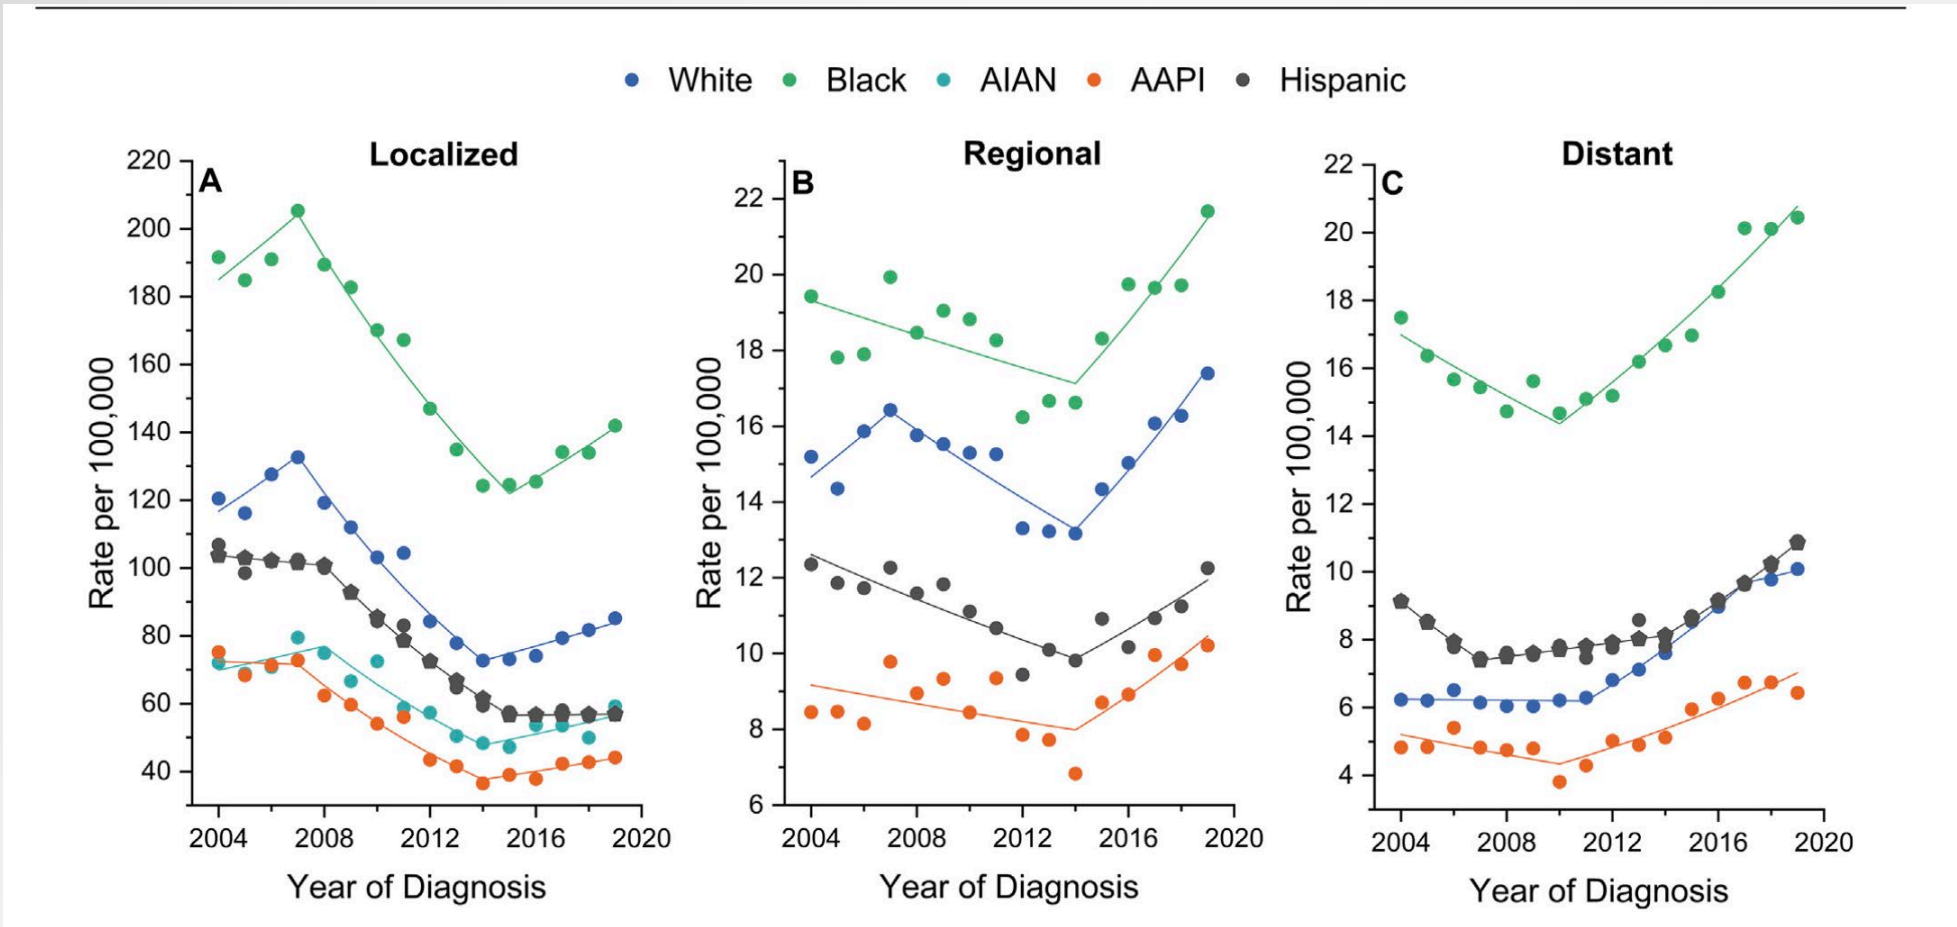 White Black AIAN AAPI Hispanic
Localized
A
220
200
180
160
140
120
100
80
60
40
Rate per 100,000
2004 2008 2012 2016 2020
Year of Diagnosis
Regional
B
22
20
18
16
14
12
10
8
6
Rate per 100,000
2004 2008 2012 2016 2020
Year of Diagnosis
Distant
C
22
20
18
16
14
12
10
8
6
4
Rate per 100,000
2004 2008 2012 2016 2020
Year of Diagnosis